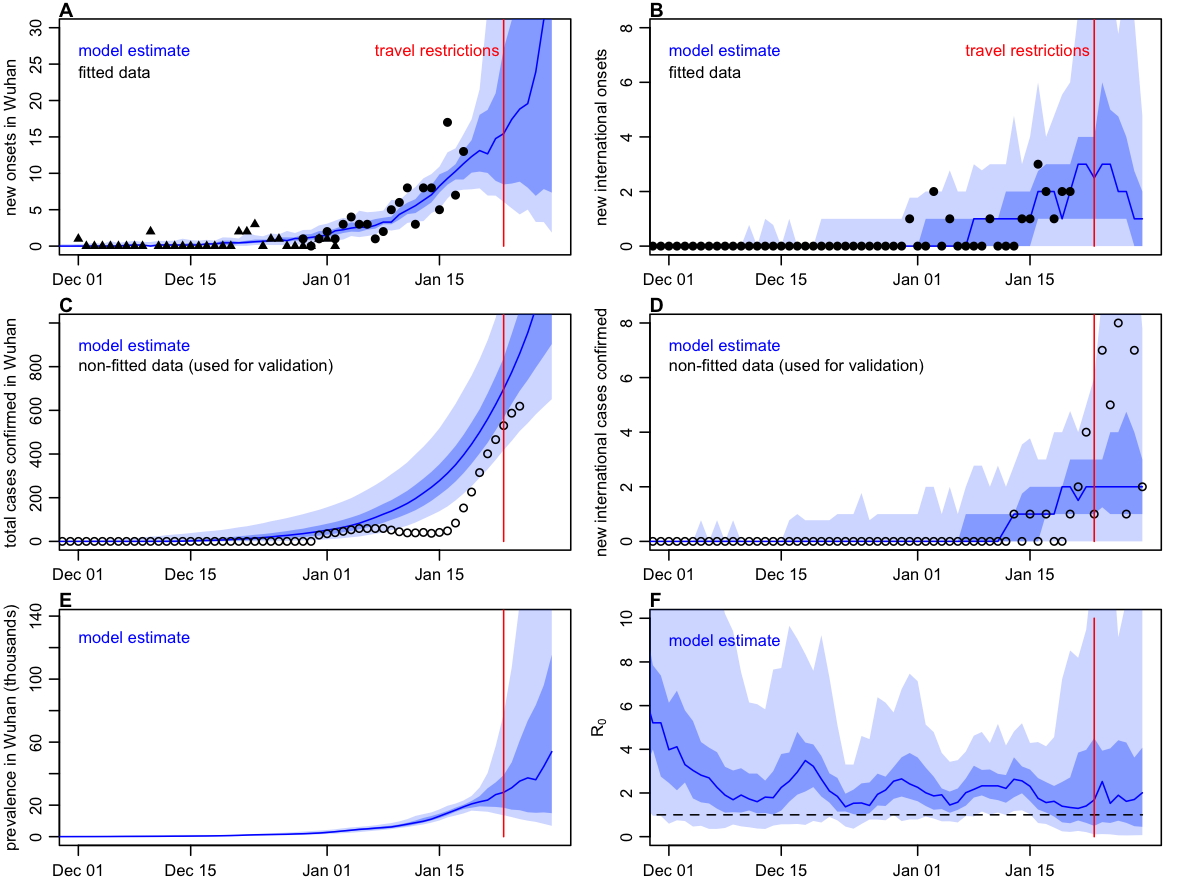 A
new onsets in Wuhan
30
25
20
15
10
5
0
model estimate
fitted data
travel restrictions
Dec 01 Dec 15 Jan 01 Jan 15
B
new international onsets
8
6
4
2
0
model estimate
fitted data
travel restrictions
Dec 01 Dec 15 Jan 01 Jan 15
C
total cases confirmed in Wuhan
800
600
400
200
0
model estimate
non-fitted data (used for validation)
Dec 01 Dec 15 Jan 01 Jan 15
D
new international cases confirmed
8
6
4
2
0
model estimate
non-fitted data (used for validation)
Dec 01 Dec 15 Jan 01 Jan 15
E
prevalence in Wuhan (thousands)
140
100
60
20
0
model estimate
Dec 01 Dec 15 Jan 01 Jan 15
F
R0
10
8
6
4
2
0
model estimate
Dec 01 Dec 15 Jan 01 Jan 15